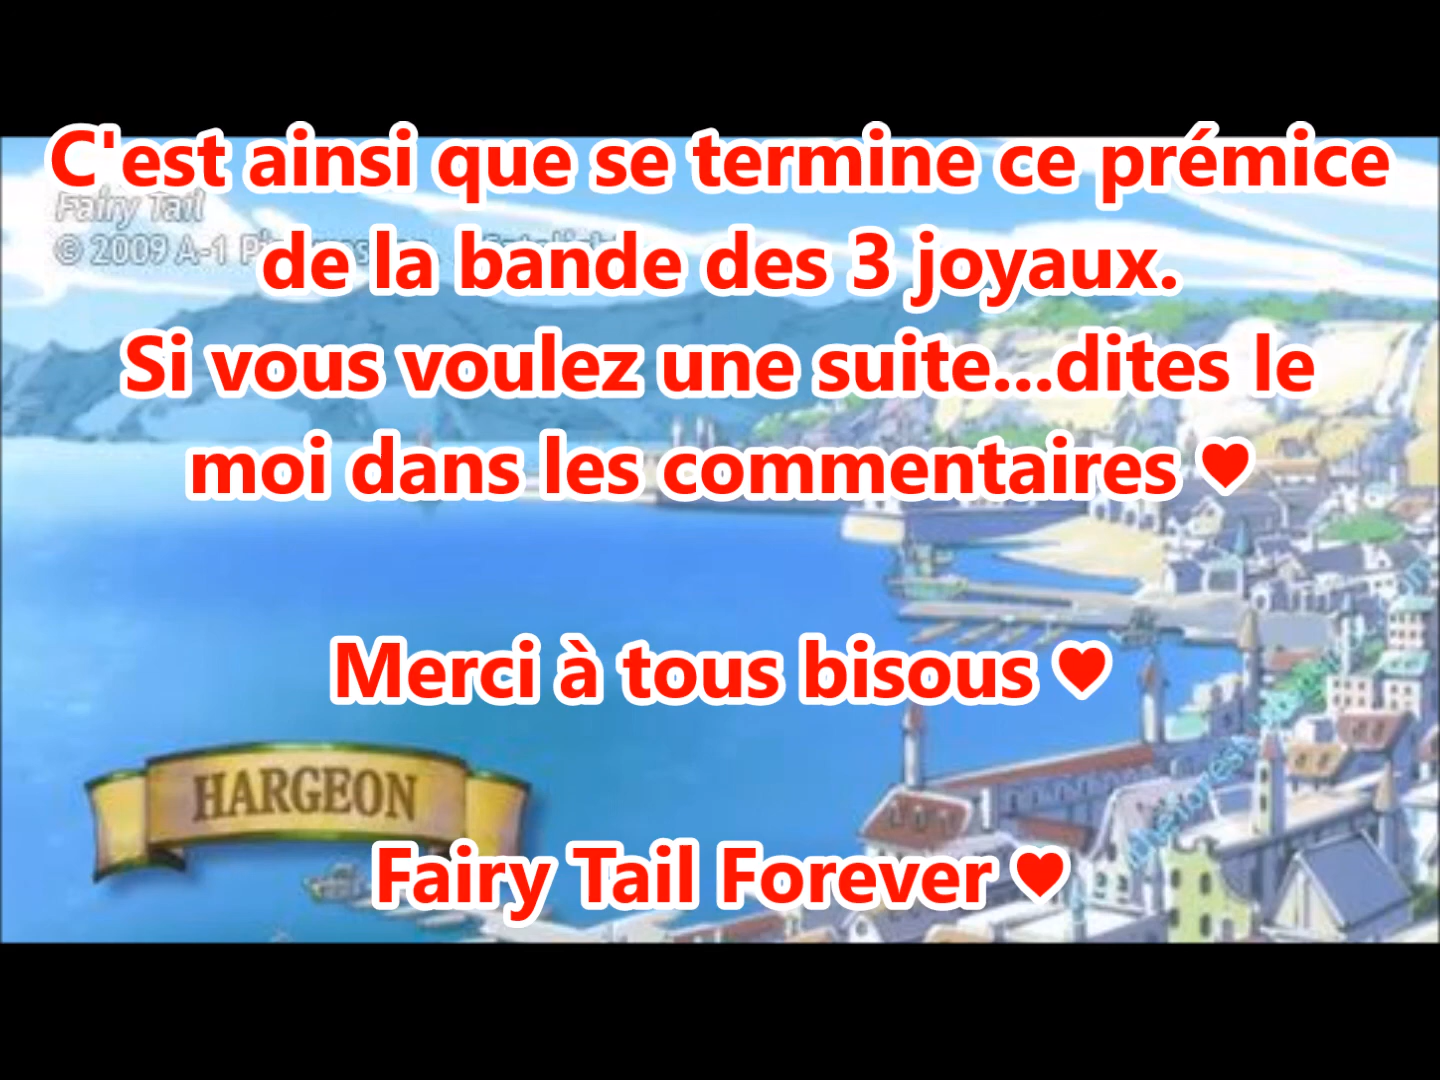 C'est ainsi que se termine ce prémice
Fairy Tail
© 2009 A-1
de la bande des 3 joyaux.
Si vous voulez une suite...dites le
moi dans les commentaires ♥
Merci à tous bisous ♥
HARGEON
Fairy Tail Forever ♥